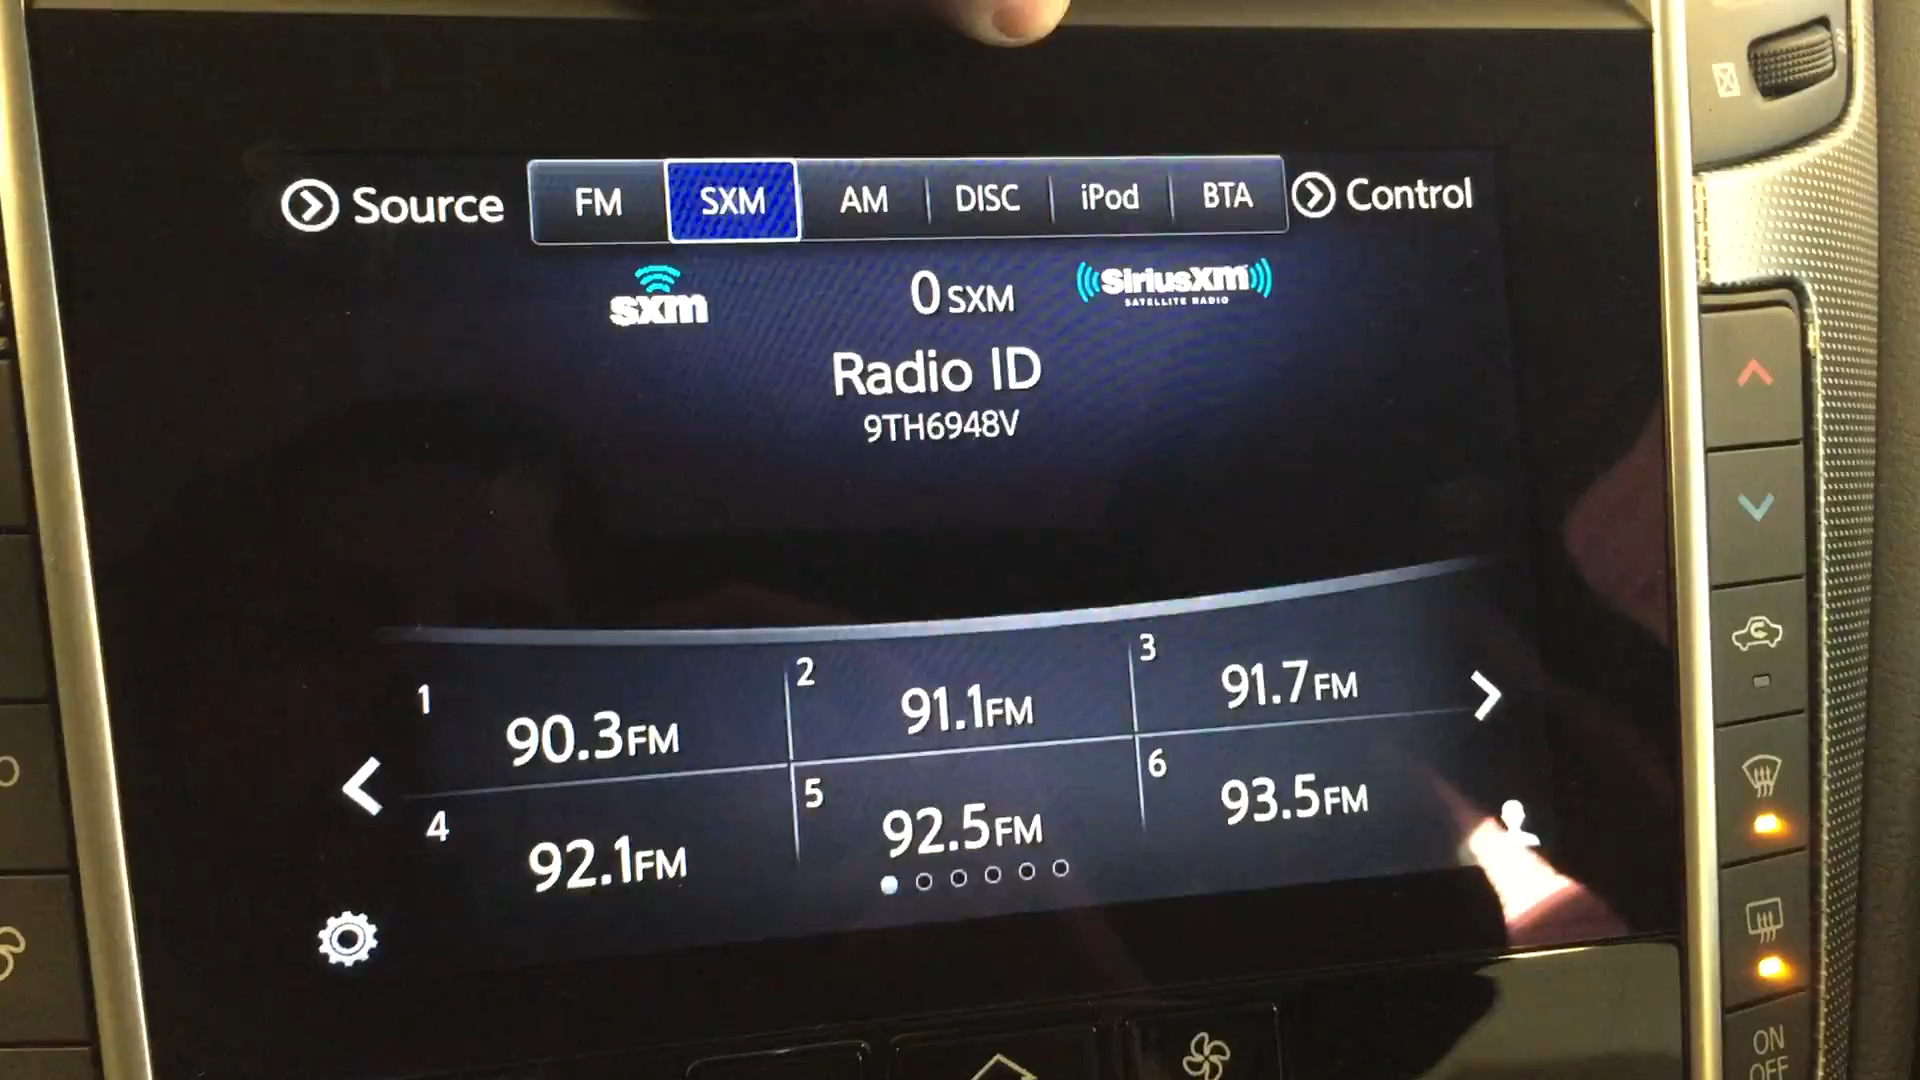 Source
FM SXM AM DISC iPod BTA
Control
sxm
0 SXM
SiriusXM
SATELLITE RADIO
Radio ID
9TH6948V
1 90.3FM
2 91.1FM
3 91.7FM
4 92.1FM
5 92.5FM
6 93.5FM
ON
OFF